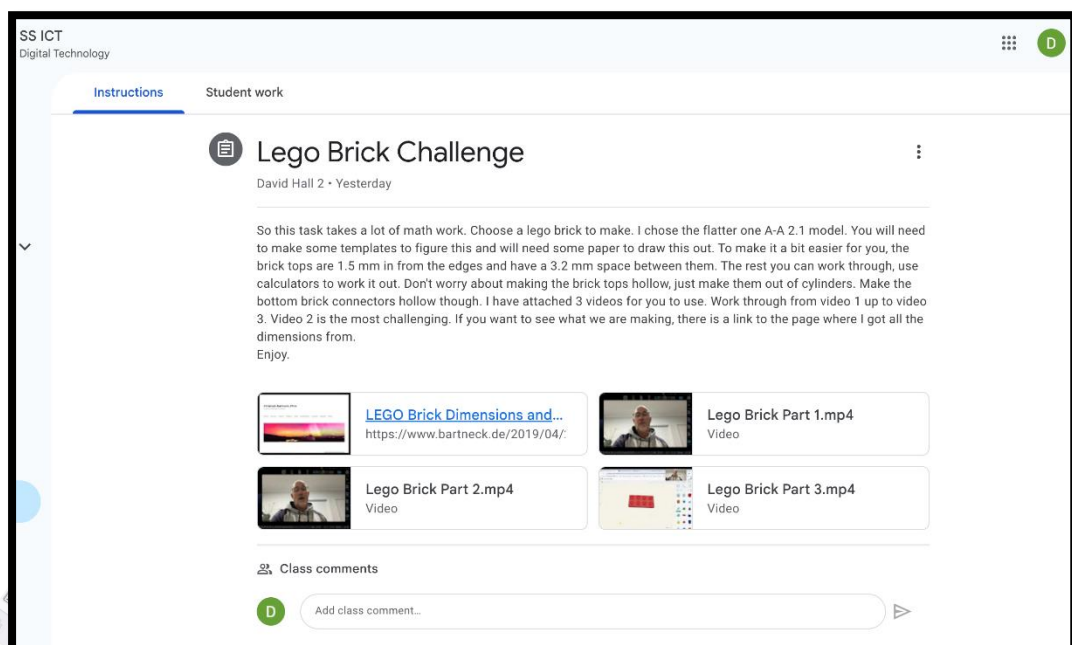 SS ICT
Digital Technology
D
Instructions
Student work
Lego Brick Challenge
David Hall 2 • Yesterday
So this task takes a lot of math work. Choose a lego brick to make. I chose the flatter one A-A 2.1 model. You will need
to make some templates to figure this and will need some paper to draw this out. To make it a bit easier for you, the
brick tops are 1.5 mm in from the edges and have a 3.2 mm space between them. The rest you can work through, use
calculators to work it out. Don't worry about making the brick tops hollow, just make them out of cylinders. Make the
bottom brick connectors hollow though. I have attached 3 videos for you to use. Work through from video 1 up to video
3. Video 2 is the most challenging. If you want to see what we are making, there is a link to the page where I got all the
dimensions from.
Enjoy.
LEGO Brick Dimensions and...
https://www.bartneck.de/2019/04/
Lego Brick Part 1.mp4
Video
Lego Brick Part 2.mp4
Video
Lego Brick Part 3.mp4
Video
Class comments
D
Add class comment...